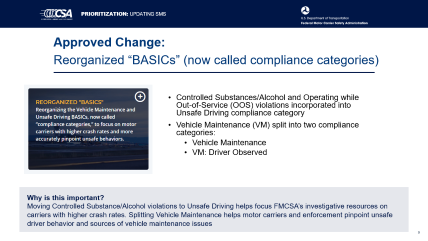 CSA
PRIORITIZATION: UPDATING SMS
U.S. Department of Transportation
Federal Motor Carrier Safety Administration
Approved Change:
Reorganized “BASICs” (now called compliance categories)
REORGANIZED "BASICS"
Reorganizing the Vehicle Maintenance and
Unsafe Driving BASICs, now called
"compliance categories," to focus on motor
carriers with higher crash rates and more
accurately pinpoint unsafe behaviors.
• Controlled Substances/Alcohol and Operating while
Out-of-Service (OOS) violations incorporated into
Unsafe Driving compliance category
• Vehicle Maintenance (VM) split into two compliance
categories:
• Vehicle Maintenance
• VM: Driver Observed
Why is this important?
Moving Controlled Substance/Alcohol violations to Unsafe Driving helps focus FMCSA's investigative resources on
carriers with higher crash rates. Splitting Vehicle Maintenance helps motor carriers and enforcement pinpoint unsafe
driver behavior and sources of vehicle maintenance issues